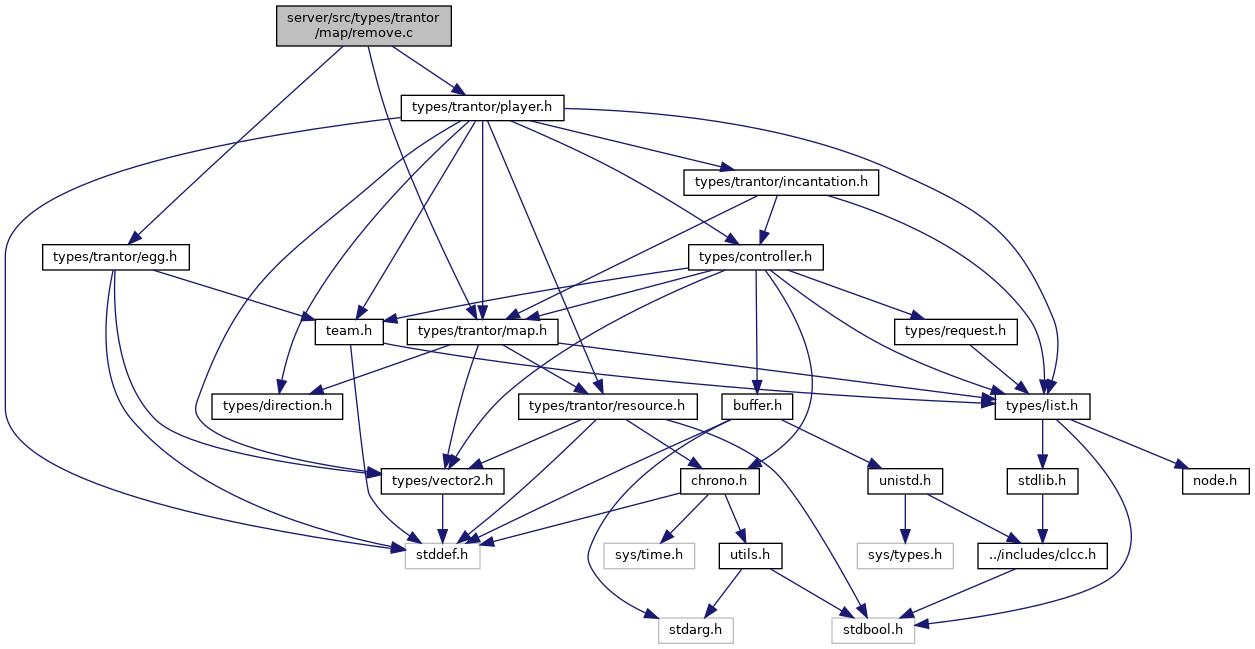 server/src/types/trantor
/map/remove.c
types/trantor/player.h
types/trantor/incantation.h
types/trantor/egg.h
types/controller.h
team.h
types/trantor/map.h
types/request.h
types/direction.h
types/trantor/resource.h
buffer.h
types/list.h
types/vector2.h
chrono.h
unistd.h
stdlib.h
node.h
stddef.h
sys/time.h
utils.h
sys/types.h
../includes/clcc.h
stdarg.h
stdbool.h